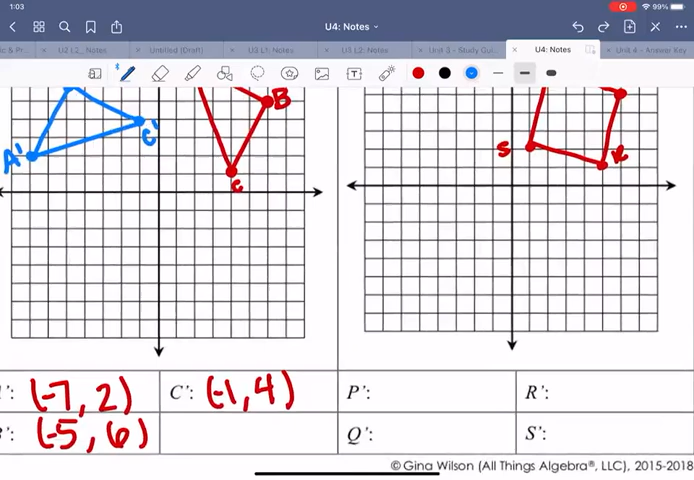 1:03
99%
U4: Notes
ic & Pr...
U2 L2_ Notes
Untitled (Draft)
U3 L1: Notes
U3 L2: Notes
Unit 3 - Study Gui...
U4: Notes
Unit 4 - Answer Key
A'
C'
B
C
S
R
': (-7, 2)
C': (-1, 4)
P':
R':
': (-5, 6)
Q':
S':
© Gina Wilson (All Things Algebra®, LLC), 2015-2018